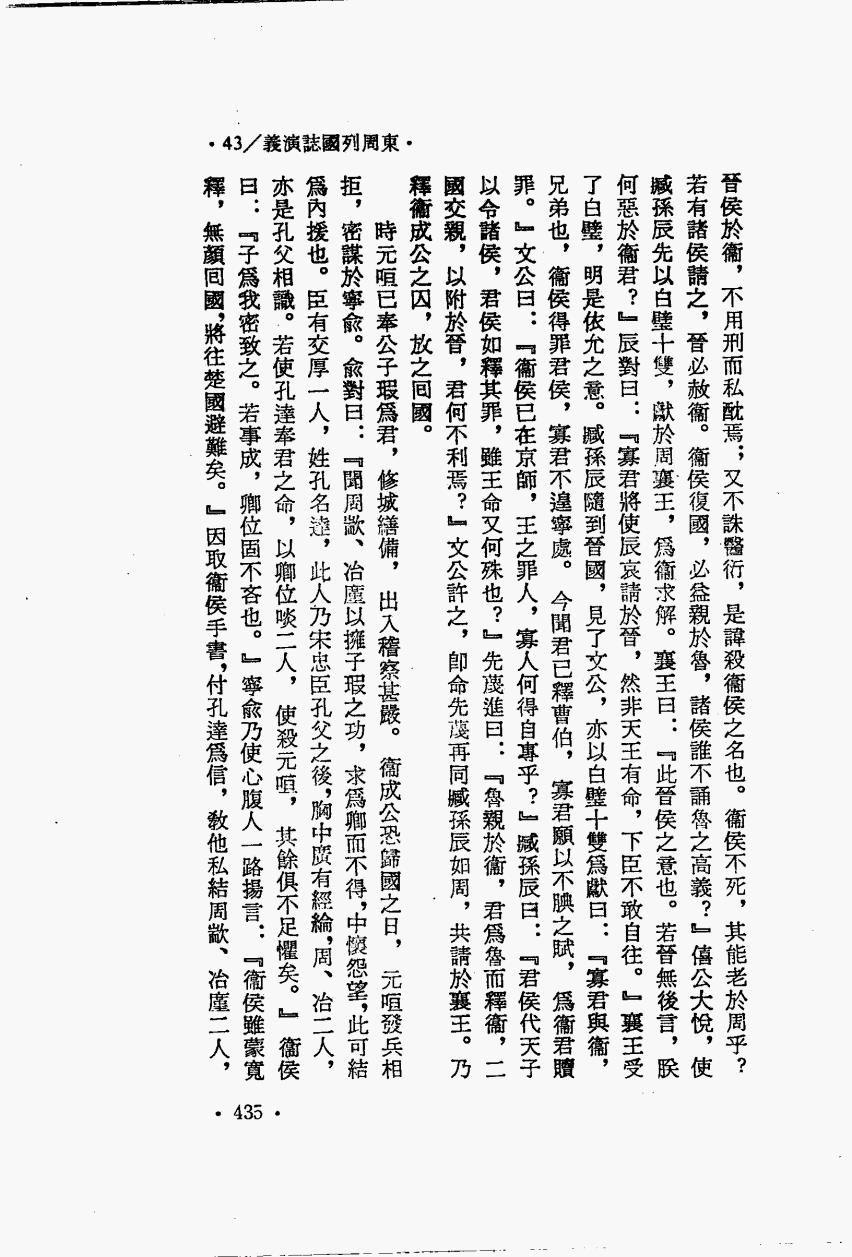 ・東周列國誌演義／43・
晉侯於衞，不用刑而私酖焉；又不誅醫衍，是諱殺衞侯之名也。衞侯不死，其能老於周乎？
若有諸侯請之，晉必赦衞。衞侯復國，必益親於魯，諸侯誰不誦魯之高義？』僖公大悅，使
臧孫辰先以白璧十雙，獻於周襄王，爲衞求解。襄王曰：『此晉侯之意也。若晉無後言，朕
何惡於衞君？』辰對曰：『寡君將使辰哀請於晉，然非天王有命，下臣不敢自往。』襄王受
了白璧，明是依允之意。臧孫辰隨到晉國，見了文公，亦以白璧十雙爲獻曰：『寡君與衞，
兄弟也，衞侯得罪君侯，寡君不遑寧處。今聞君已釋曹伯，寡君願以不腆之賦，爲衞君贖
罪。』文公曰：『衞侯已在京師，王之罪人，寡人何得自專乎？』臧孫辰曰：『君侯代天子
以令諸侯，君侯如釋其罪，雖王命又何殊也？』先蔑進曰：『魯親於衞，君爲魯而釋衞，二
國交親，以附於晉，君何不利焉？』文公許之，卽命先蔑再同臧孫辰如周，共請於襄王。乃
釋衞成公之囚，放之囘國。
時元咺已奉公子瑕爲君，修城繕備，出入稽察甚嚴。衞成公恐歸國之日，元咺發兵相
拒，密謀於寧俞。俞對曰：『聞周歂、冶廑以擁子瑕之功，求爲卿而不得，中懷怨望，此可結
爲內援也。臣有交厚一人，姓孔名達，此人乃宋忠臣孔父之後，胸中廣有經綸，周、冶二人，
亦是孔父相識。若使孔達奉君之命，以卿位啖二人，使殺元咺，其餘俱不足懼矣。』衞侯
曰：『子爲我密致之。若事成，卿位固不吝也。』寧俞乃使心腹人一路揚言：『衞侯雖蒙寬
釋，無顏囘國，將往楚國避難矣。』因取衞侯手書，付孔達爲信，敎他私結周歂、冶廑二人，
・435・